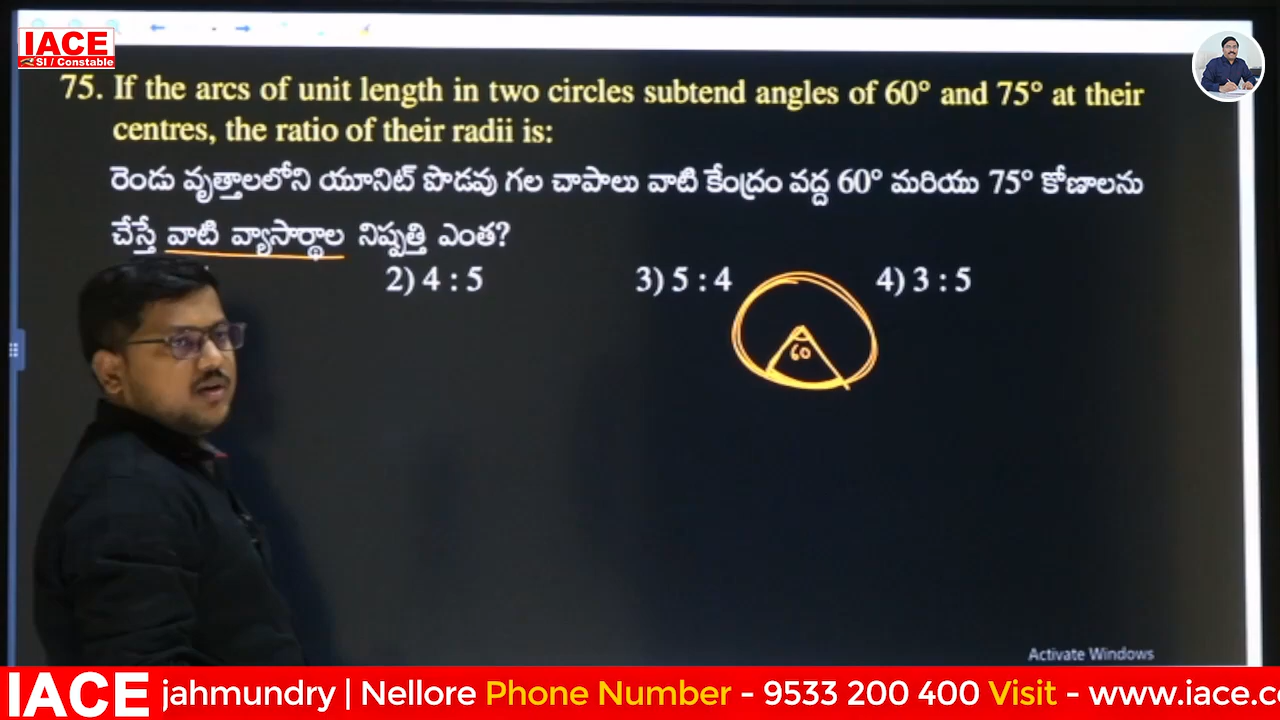 IACE
SI / Constable
75. If the arcs of unit length in two circles subtend angles of 60° and 75° at their
centres, the ratio of their radii is:
రెండు వృత్తాలలోని యూనిట్ పొడవు గల చాపాలు వాటి కేంద్రం వద్ద 60° మరియు 75° కోణాలను
చేస్తే వాటి వ్యాసార్థాల నిష్పత్తి ఎంత?
2) 4 : 5 3) 5 : 4 4) 3 : 5
60
Activate Windows
IACE jahmundry | Nellore Phone Number - 9533 200 400 Visit - www.iace.c